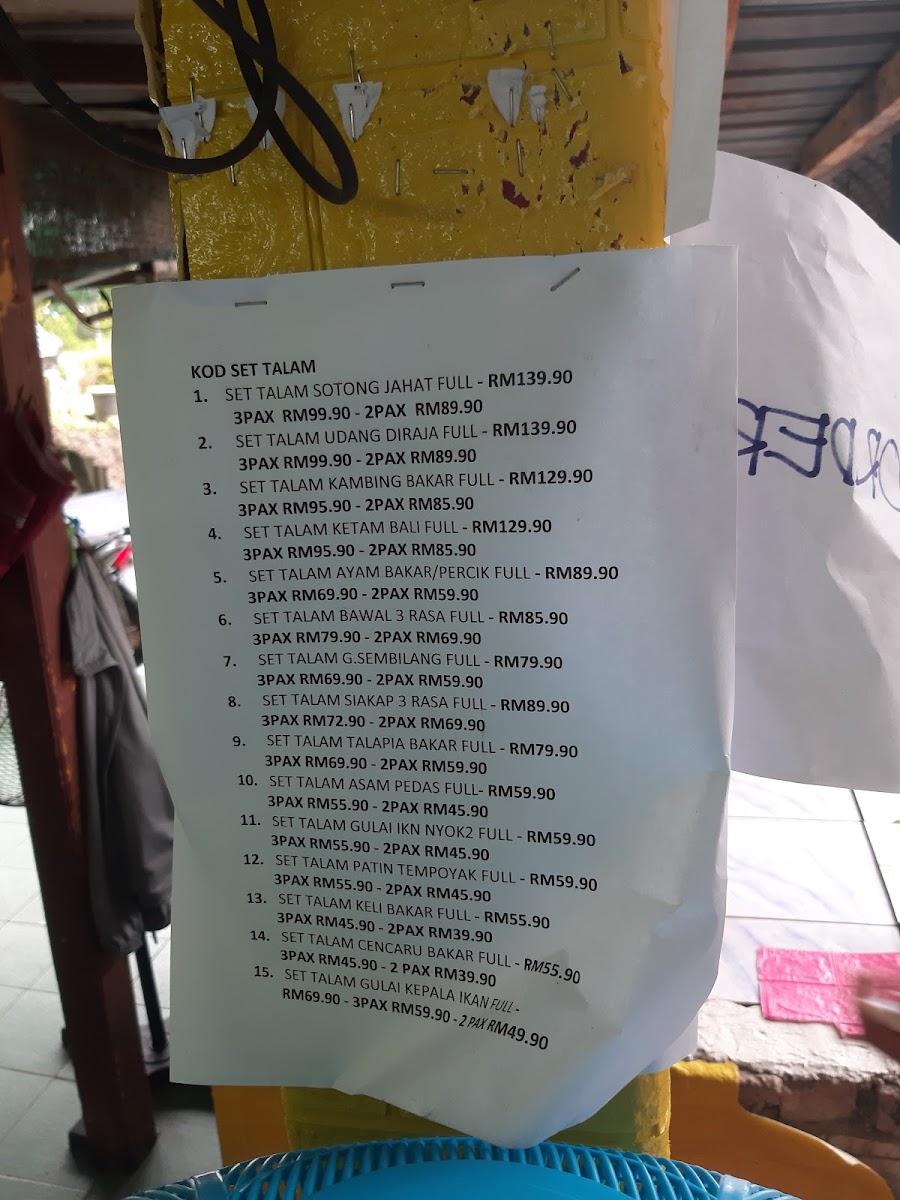 KOD SET TALAM
1. SET TALAM SOTONG JAHAT FULL - RM139.90
3PAX RM99.90 - 2PAX RM89.90
2. SET TALAM UDANG DIRAJA FULL - RM139.90
3PAX RM99.90 - 2PAX RM89.90
3. SET TALAM KAMBING BAKAR FULL - RM129.90
3PAX RM95.90 - 2PAX RM85.90
4. SET TALAM KETAM BALI FULL - RM129.90
3PAX RM95.90 - 2PAX RM85.90
5. SET TALAM AYAM BAKAR/PERCIK FULL - RM89.90
3PAX RM69.90 - 2PAX RM59.90
6. SET TALAM BAWAL 3 RASA FULL - RM85.90
3PAX RM79.90 - 2PAX RM69.90
7. SET TALAM G.SEMBILANG FULL - RM79.90
3PAX RM69.90 - 2PAX RM59.90
8. SET TALAM SIAKAP 3 RASA FULL - RM89.90
3PAX RM72.90 - 2PAX RM69.90
9. SET TALAM TALAPIA BAKAR FULL - RM79.90
3PAX RM69.90 - 2PAX RM59.90
10. SET TALAM ASAM PEDAS FULL- RM59.90
3PAX RM55.90 - 2PAX RM45.90
11. SET TALAM GULAI IKN NYOK2 FULL - RM59.90
3PAX RM55.90 - 2PAX RM45.90
12. SET TALAM PATIN TEMPOYAK FULL - RM59.90
3PAX RM55.90 - 2PAX RM45.90
13. SET TALAM KELI BAKAR FULL - RM55.90
3PAX RM45.90 - 2PAX RM39.90
14. SET TALAM CENCARU BAKAR FULL - RM55.90
3PAX RM45.90 - 2 PAX RM39.90
15. SET TALAM GULAI KEPALA IKAN FULL -
RM69.90 - 3PAX RM59.90 - 2 PAX RM49.90